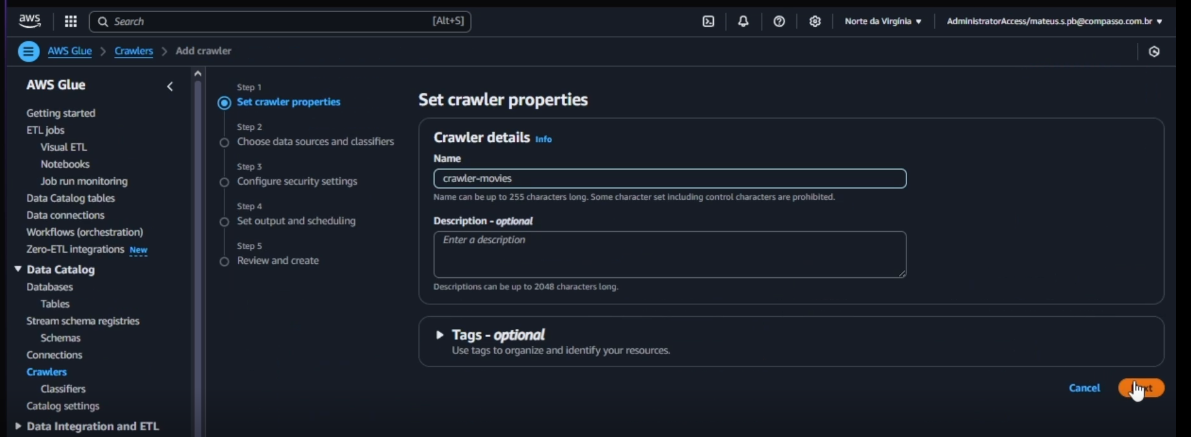 aws
Search [Alt+S]
Norte da Virgínia ▼
AdministratorAccess/mateus.s.pb@compasso.com.br ▼
AWS Glue > Crawlers > Add crawler
AWS Glue
Getting started
ETL jobs
Visual ETL
Notebooks
Job run monitoring
Data Catalog tables
Data connections
Workflows (orchestration)
Zero-ETL integrations New
Data Catalog
Databases
Tables
Stream schema registries
Schemas
Connections
Crawlers
Classifiers
Catalog settings
Data Integration and ETL
Step 1
Set crawler properties
Step 2
Choose data sources and classifiers
Step 3
Configure security settings
Step 4
Set output and scheduling
Step 5
Review and create
Set crawler properties
Crawler details Info
Name
crawler-movies
Name can be up to 255 characters long. Some character set including control characters are prohibited.
Description - optional
Enter a description
Descriptions can be up to 2048 characters long.
Tags - optional
Use tags to organize and identify your resources.
Cancel